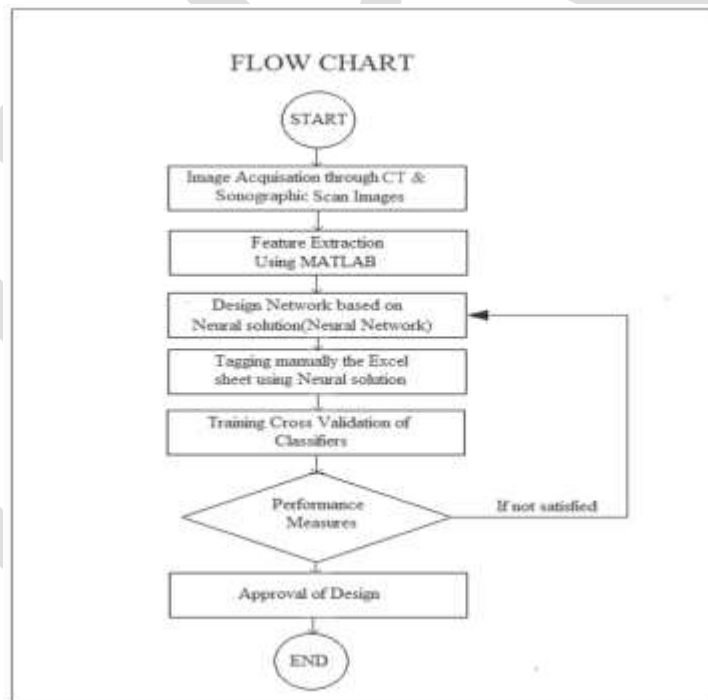 FLOW CHART
START
Image Acquisation through CT &
Sonographic Scan Images
Feature Extraction
Using MATLAB
Design Network based on
Neural solution(Neural Network)
Tagging manually the Excel
sheet using Neural solution
Training Cross Validation of
Classifiers
Performance
Measures
If not satisfied
Approval of Design
END